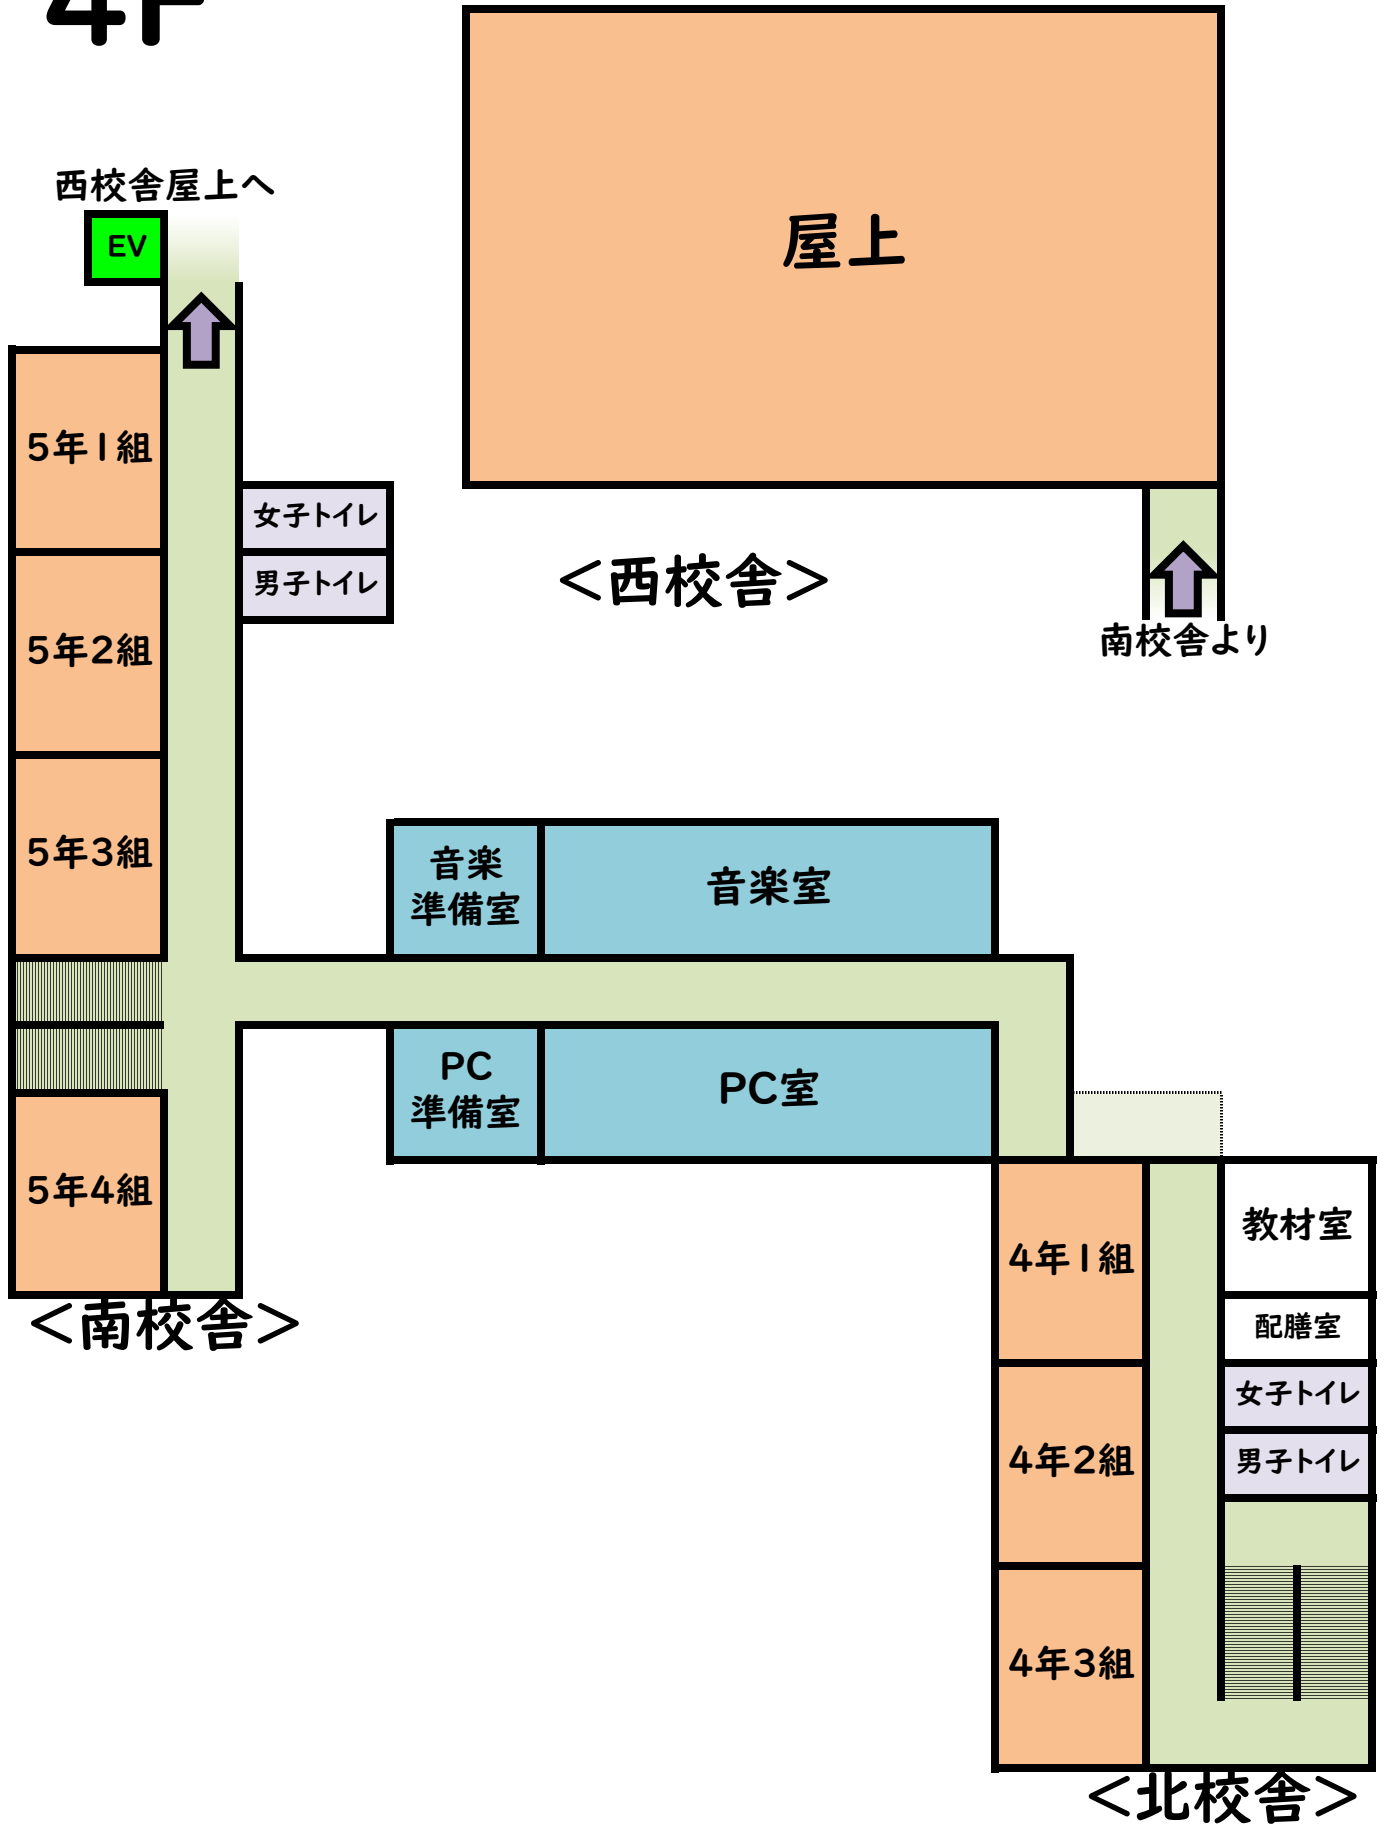 4F
屋上
西校舎屋上へ
EV
5年1組
女子トイレ
男子トイレ
<西校舎>
南校舎より
5年2組
5年3組
音楽
準備室
音楽室
PC
準備室
PC室
5年4組
<南校舎>
4年1組
教材室
配膳室
女子トイレ
男子トイレ
4年2組
4年3組
<北校舎>